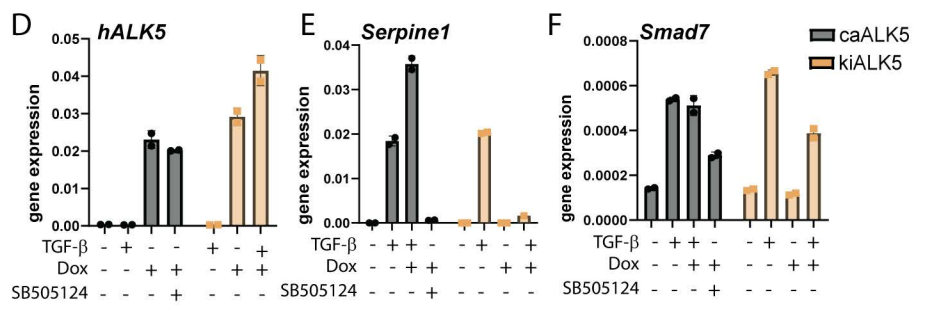 D hALK5
0.05
0.04
0.03
0.02
0.01
0.00
gene expression
TGF-β - + - - + - +
Dox - - + + - + +
SB505124 - - - + - - -
E Serpine1
0.04
0.03
0.02
0.01
0.00
gene expression
TGF-β - + + - - + - +
Dox - - + + - - + +
SB505124 - - - + - - - -
F Smad7
0.0008
0.0006
0.0004
0.0002
0.0000
gene expression
TGF-β - + + - - + - +
Dox - - + + - - + +
SB505124 - - - + - - - -
caALK5
kiALK5